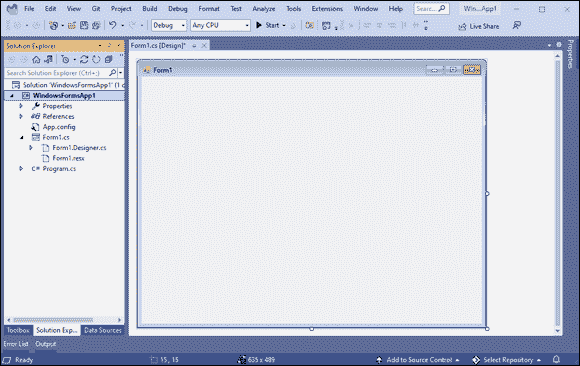 File Edit View Git Project Build Debug Format Test Analyze Tools Extensions Window Help Searc... Win...App1
Debug Any CPU Start Live Share
Solution Explorer
Form1.cs [Design]*
Properties
Search Solution Explorer (Ctrl+;)
Form1
Solution 'WindowsFormsApp1' (1 o
WindowsFormsApp1
Properties
References
App.config
Form1.cs
Form1.Designer.cs
Form1.resx
C# Program.cs
Toolbox Solution Exp... Data Sources
Error List Output
Ready 15 , 15 635 x 489 Add to Source Control Select Repository